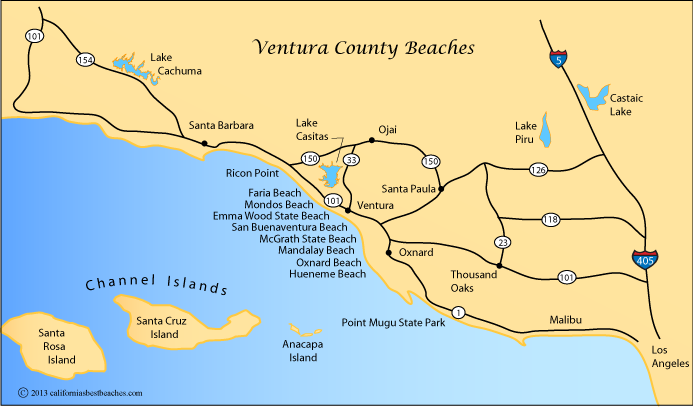 Ventura County Beaches
101
154
Lake
Cachuma
5
Castaic
Lake
Santa Barbara
Lake
Casitas
Ojai
Lake
Piru
150
33
150
126
Ricon Point
Santa Paula
Faria Beach
Mondos Beach
101
Ventura
Emma Wood State Beach
San Buenaventura Beach
118
McGrath State Beach
Mandalay Beach
Oxnard
23
405
Oxnard Beach
Hueneme Beach
Thousand
Oaks
101
Channel Islands
Santa Cruz
Island
1
Malibu
Point Mugu State Park
Santa
Rosa
Island
Anacapa
Island
Los
Angeles
© 2013 californiasbestbeaches.com